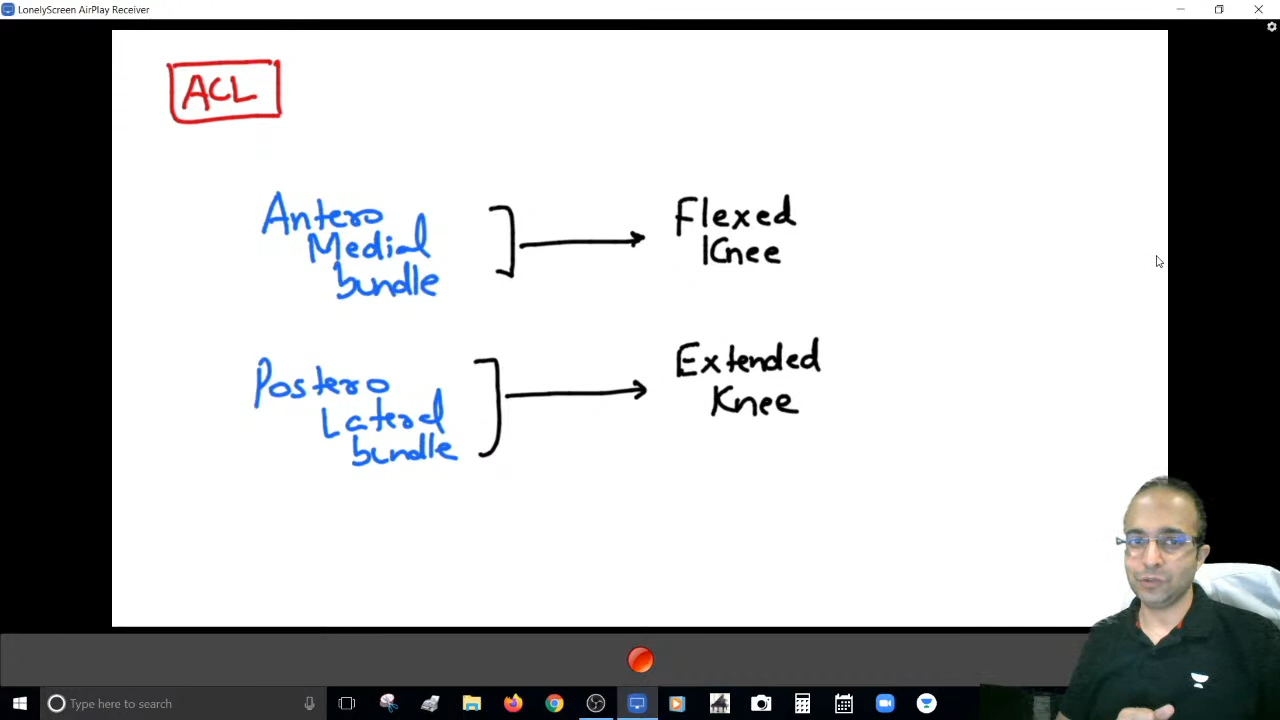 LonelyScreen AirPlay Receiver
ACL
Antero
Medial
bundle
Flexed
Knee
Postero
Lateral
bundle
Extended
Knee
Type here to search